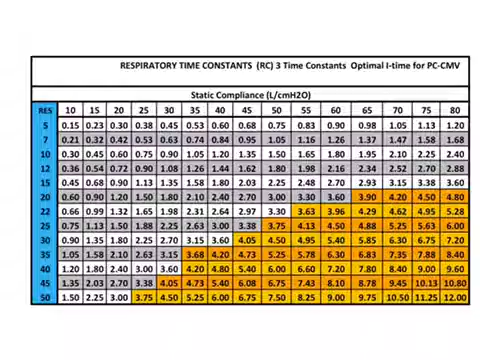 RESPIRATORY TIME CONSTANTS (RC) 3 Time Constants Optimal I-time for PC-CMV
Static Compliance (L/cmH2O)
RES 10 15 20 25 30 35 40 45 50 55 60 65 70 75 80
5 0.15 0.23 0.30 0.38 0.45 0.53 0.60 0.68 0.75 0.83 0.90 0.98 1.05 1.13 1.20
7 0.21 0.32 0.42 0.53 0.63 0.74 0.84 0.95 1.05 1.16 1.26 1.37 1.47 1.58 1.68
10 0.30 0.45 0.60 0.75 0.90 1.05 1.20 1.35 1.50 1.65 1.80 1.95 2.10 2.25 2.40
12 0.36 0.54 0.72 0.90 1.08 1.26 1.44 1.62 1.80 1.98 2.16 2.34 2.52 2.70 2.88
15 0.45 0.68 0.90 1.13 1.35 1.58 1.80 2.03 2.25 2.48 2.70 2.93 3.15 3.38 3.60
20 0.60 0.90 1.20 1.50 1.80 2.10 2.40 2.70 3.00 3.30 3.60 3.90 4.20 4.50 4.80
22 0.66 0.99 1.32 1.65 1.98 2.31 2.64 2.97 3.30 3.63 3.96 4.29 4.62 4.95 5.28
25 0.75 1.13 1.50 1.88 2.25 2.63 3.00 3.38 3.75 4.13 4.50 4.88 5.25 5.63 6.00
30 0.90 1.35 1.80 2.25 2.70 3.15 3.60 4.05 4.50 4.95 5.40 5.85 6.30 6.75 7.20
35 1.05 1.58 2.10 2.63 3.15 3.68 4.20 4.73 5.25 5.78 6.30 6.83 7.35 7.88 8.40
40 1.20 1.80 2.40 3.00 3.60 4.20 4.80 5.40 6.00 6.60 7.20 7.80 8.40 9.00 9.60
45 1.35 2.03 2.70 3.38 4.05 4.73 5.40 6.08 6.75 7.43 8.10 8.78 9.45 10.13 10.80
50 1.50 2.25 3.00 3.75 4.50 5.25 6.00 6.75 7.50 8.25 9.00 9.75 10.50 11.25 12.00